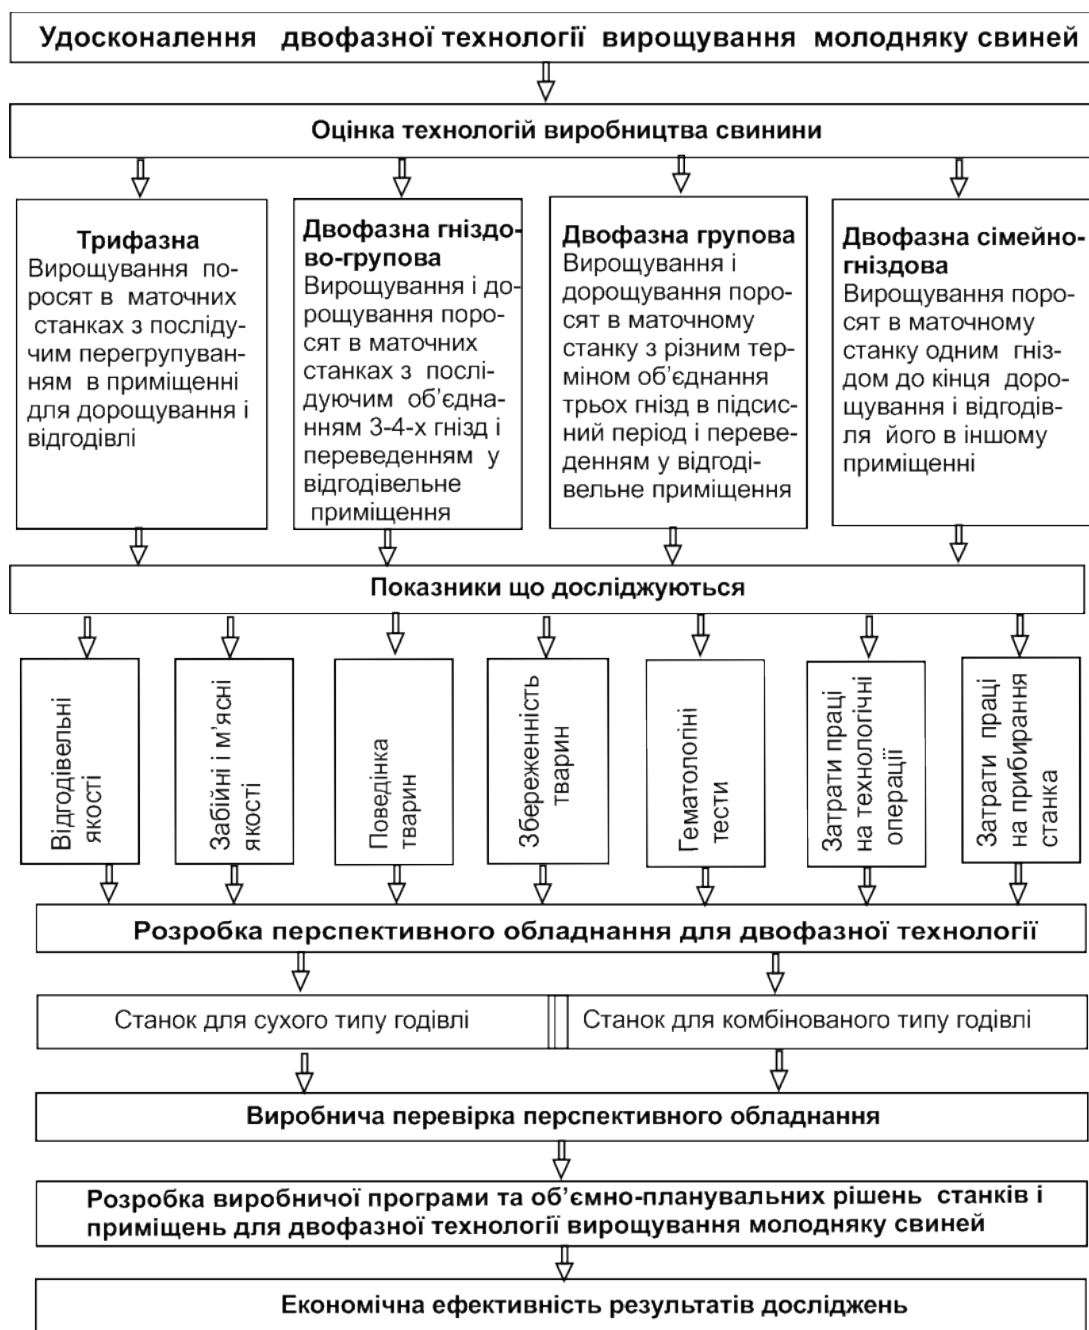 Удосконалення двофазної технології вирощування молодняку свиней
Оцінка технологій виробництва свинини
Трифазна
Вирощування по-
росят в маточних
станках з посліду-
чим перегрупуван-
ням в приміщенні
для дорощування і
відгодівлі
Двофазна гніздо-
во-групова
Вирощування і до-
рощування поро-
сят в маточних
станках з послі-
дуючим об’єдна-
нням 3-4-х гнізд і
переведенням у
відгодівельне
приміщення
Двофазна групова
Вирощування і
дорощування поро-
сят в маточному
станку з різним тер-
міном об’єднання
трьох гнізд в підсис-
ний період і переве-
денням у відгоді-
вельне приміщення
Двофазна сімейно-
гніздова
Вирощування поро-
сят в маточному
станку одним гніз-
дом до кінця доро-
щування і відгодів-
ля його в іншому
приміщенні
Показники що досліджуються
Відгодівельні
якості
Забійні і м’ясні
якості
Поведінка
тварин
Збереженність
тварин
Гематологіні
тести
Затрати праці
на технологічні
операції
Затрати праці
на прибирання
станка
Розробка перспективного обладнання для двофазної технології
Станок для сухого типу годівлі
Станок для комбінованого типу годівлі
Виробнича перевірка перспективного обладнання
Розробка виробничої програми та об’ємно-планувальних рішень станків і
приміщень для двофазної технології вирощування молодняку свиней
Економічна ефективність результатів досліджень